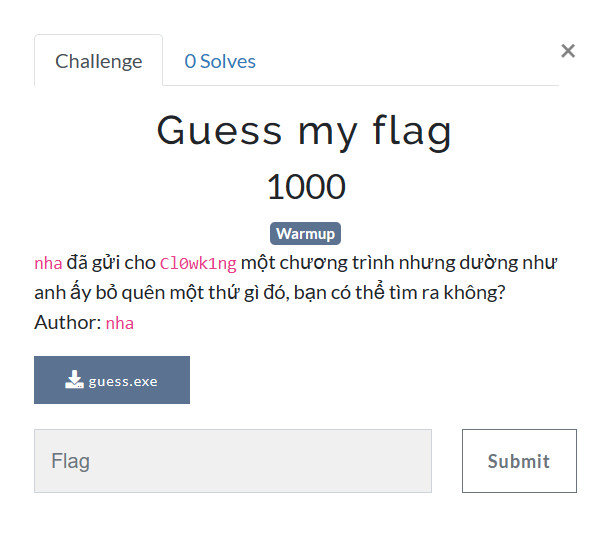 Challenge
0 Solves
×
Guess my flag
1000
Warmup
nha đã gửi cho Cl0wk1ng một chương trình nhưng dường như
anh ấy bỏ quên một thứ gì đó, bạn có thể tìm ra không?
Author: nha
guess.exe
Flag
Submit